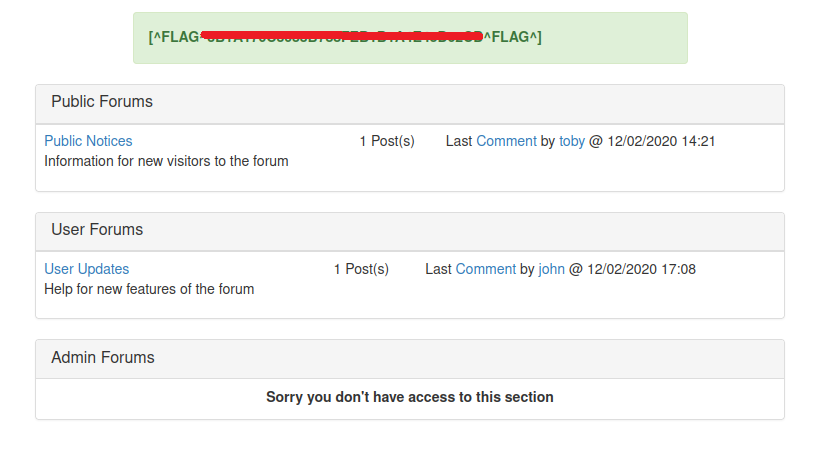 [^FLAG^ ^FLAG^]
Public Forums
Public Notices 1 Post(s) Last Comment by toby @ 12/02/2020 14:21
Information for new visitors to the forum
User Forums
User Updates 1 Post(s) Last Comment by john @ 12/02/2020 17:08
Help for new features of the forum
Admin Forums
Sorry you don't have access to this section